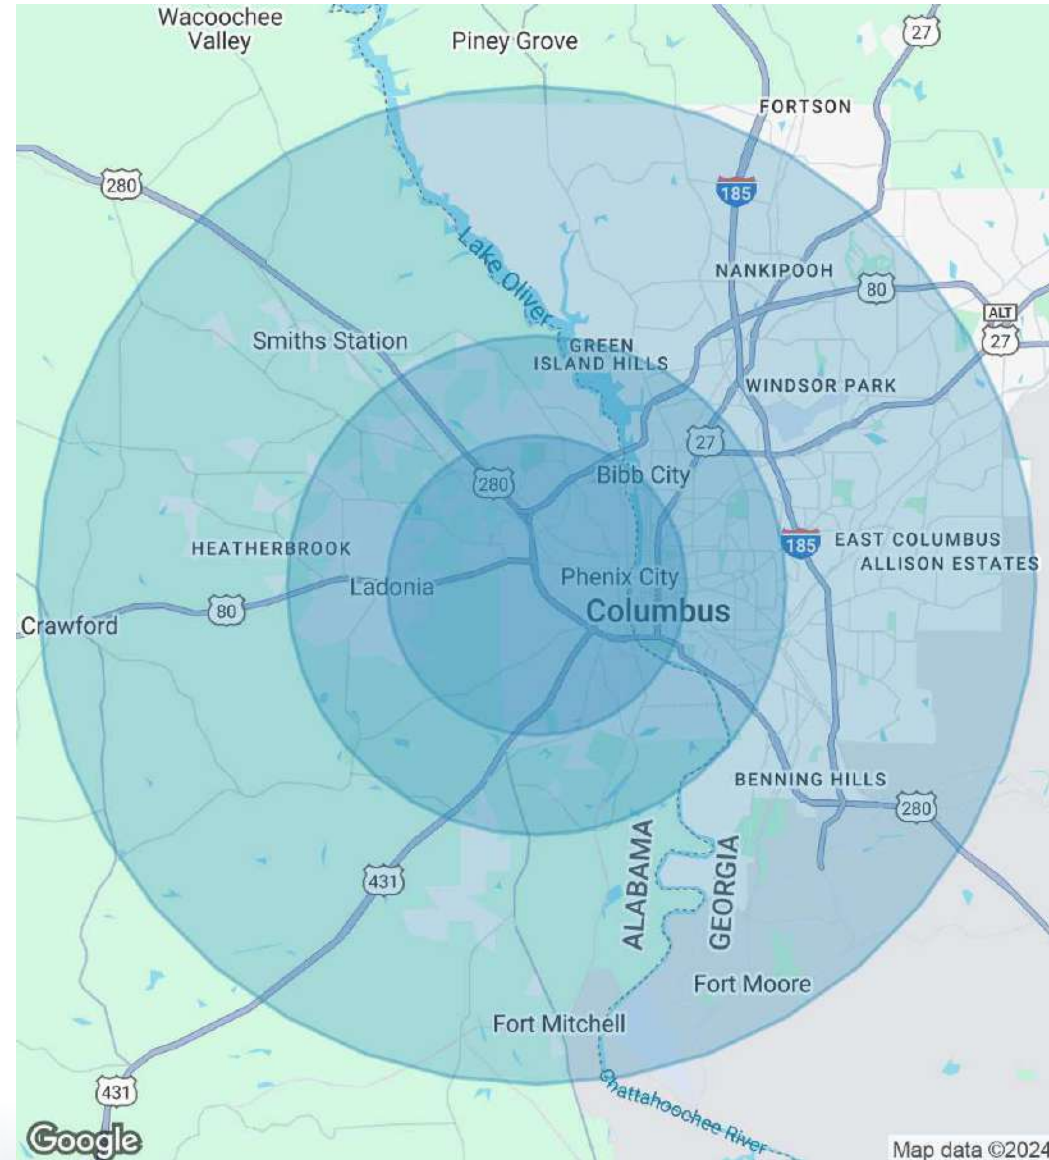 Wacoochee
Valley
Piney Grove
27
FORTSON
280
185
Lake Oliver
NANKIPOOH
80
ALT
27
Smiths Station
GREEN
ISLAND HILLS
WINDSOR PARK
27
280
Bibb City
185
EAST COLUMBUS
ALLISON ESTATES
HEATHERBROOK
Ladonia
Phenix City
Columbus
80
Crawford
BENNING HILLS
280
ALABAMA
GEORGIA
431
Fort Moore
Fort Mitchell
431
Chattahoochee River
Google
Map data ©2024